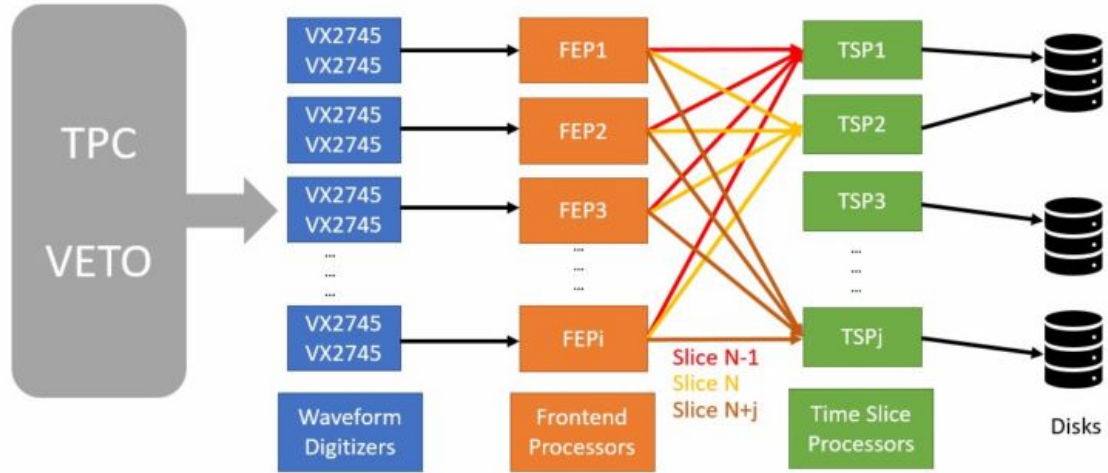 TPC
VETO
VX2745
VX2745
VX2745
VX2745
VX2745
VX2745
...
...
...
VX2745
VX2745
Waveform
Digitizers
FEP1
FEP2
FEP3
...
...
...
FEPi
Frontend
Processors
Slice N-1
Slice N
Slice N+j
TSP1
TSP2
TSP3
...
...
...
TSPj
Time Slice
Processors
Disks